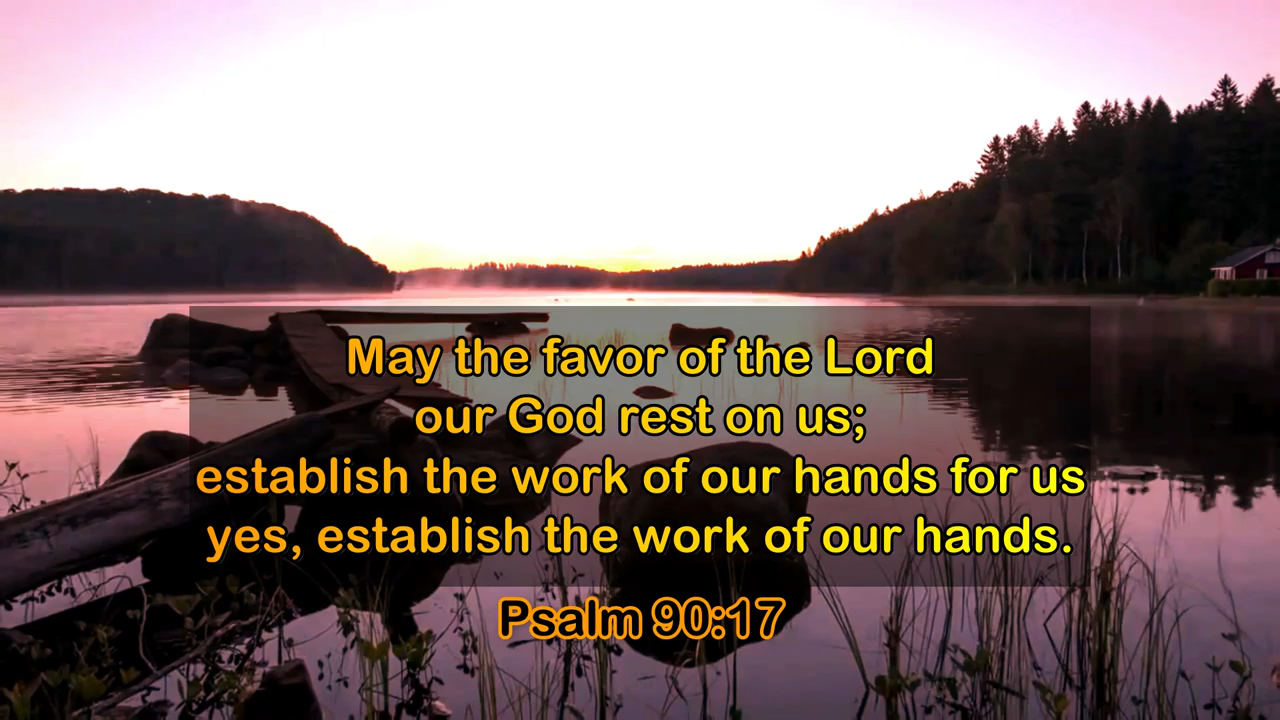 May the favor of the Lord
our God rest on us;
establish the work of our hands for us
yes, establish the work of our hands.
Psalm 90:17